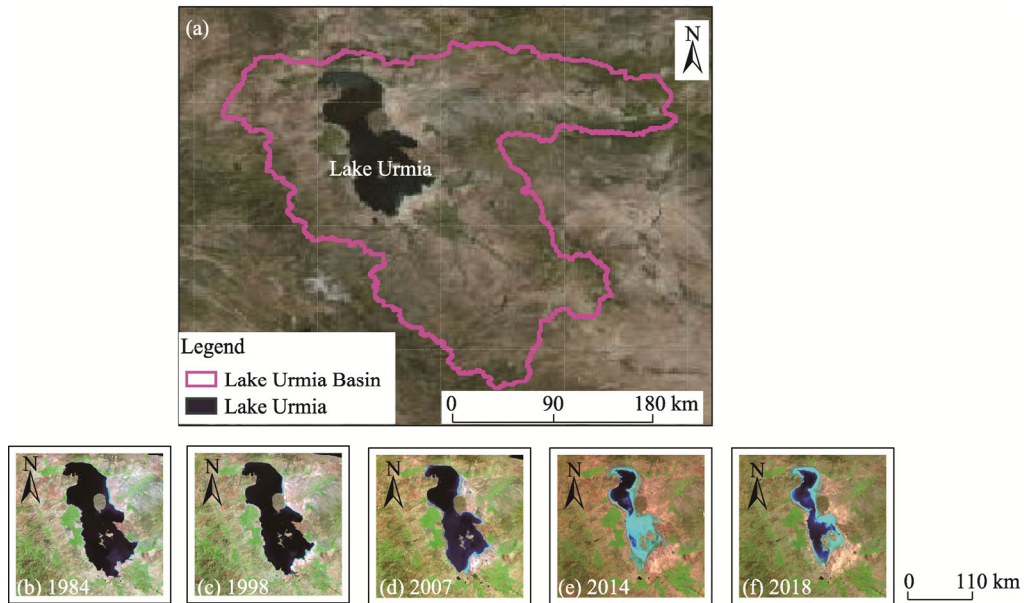 (a)
N
Lake Urmia
Legend
Lake Urmia Basin
Lake Urmia
0 90 180 km
N
(b) 1984
N
(c) 1998
N
(d) 2007
N
(e) 2014
N
(f) 2018
0 110 km